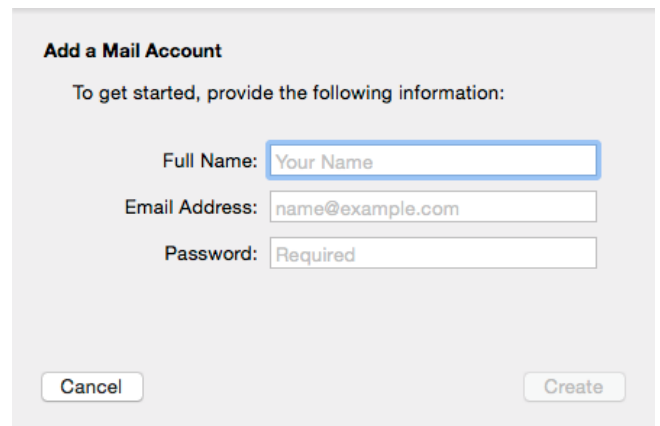 Add a Mail Account
To get started, provide the following information:
Full Name: Your Name
Email Address: name@example.com
Password: Required
Cancel Create